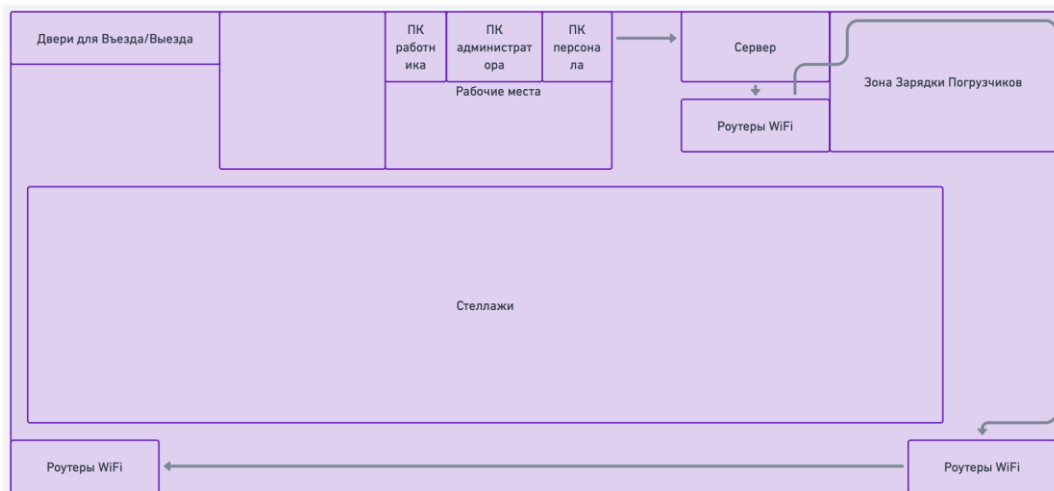 Двери для Въезда/Выезда
ПК
работн
ика
ПК
администрат
ора
ПК
персона
ла
Рабочие места
Сервер
Роутеры WiFi
Зона Зарядки Погрузчиков
Стеллажи
Роутеры WiFi
Роутеры WiFi